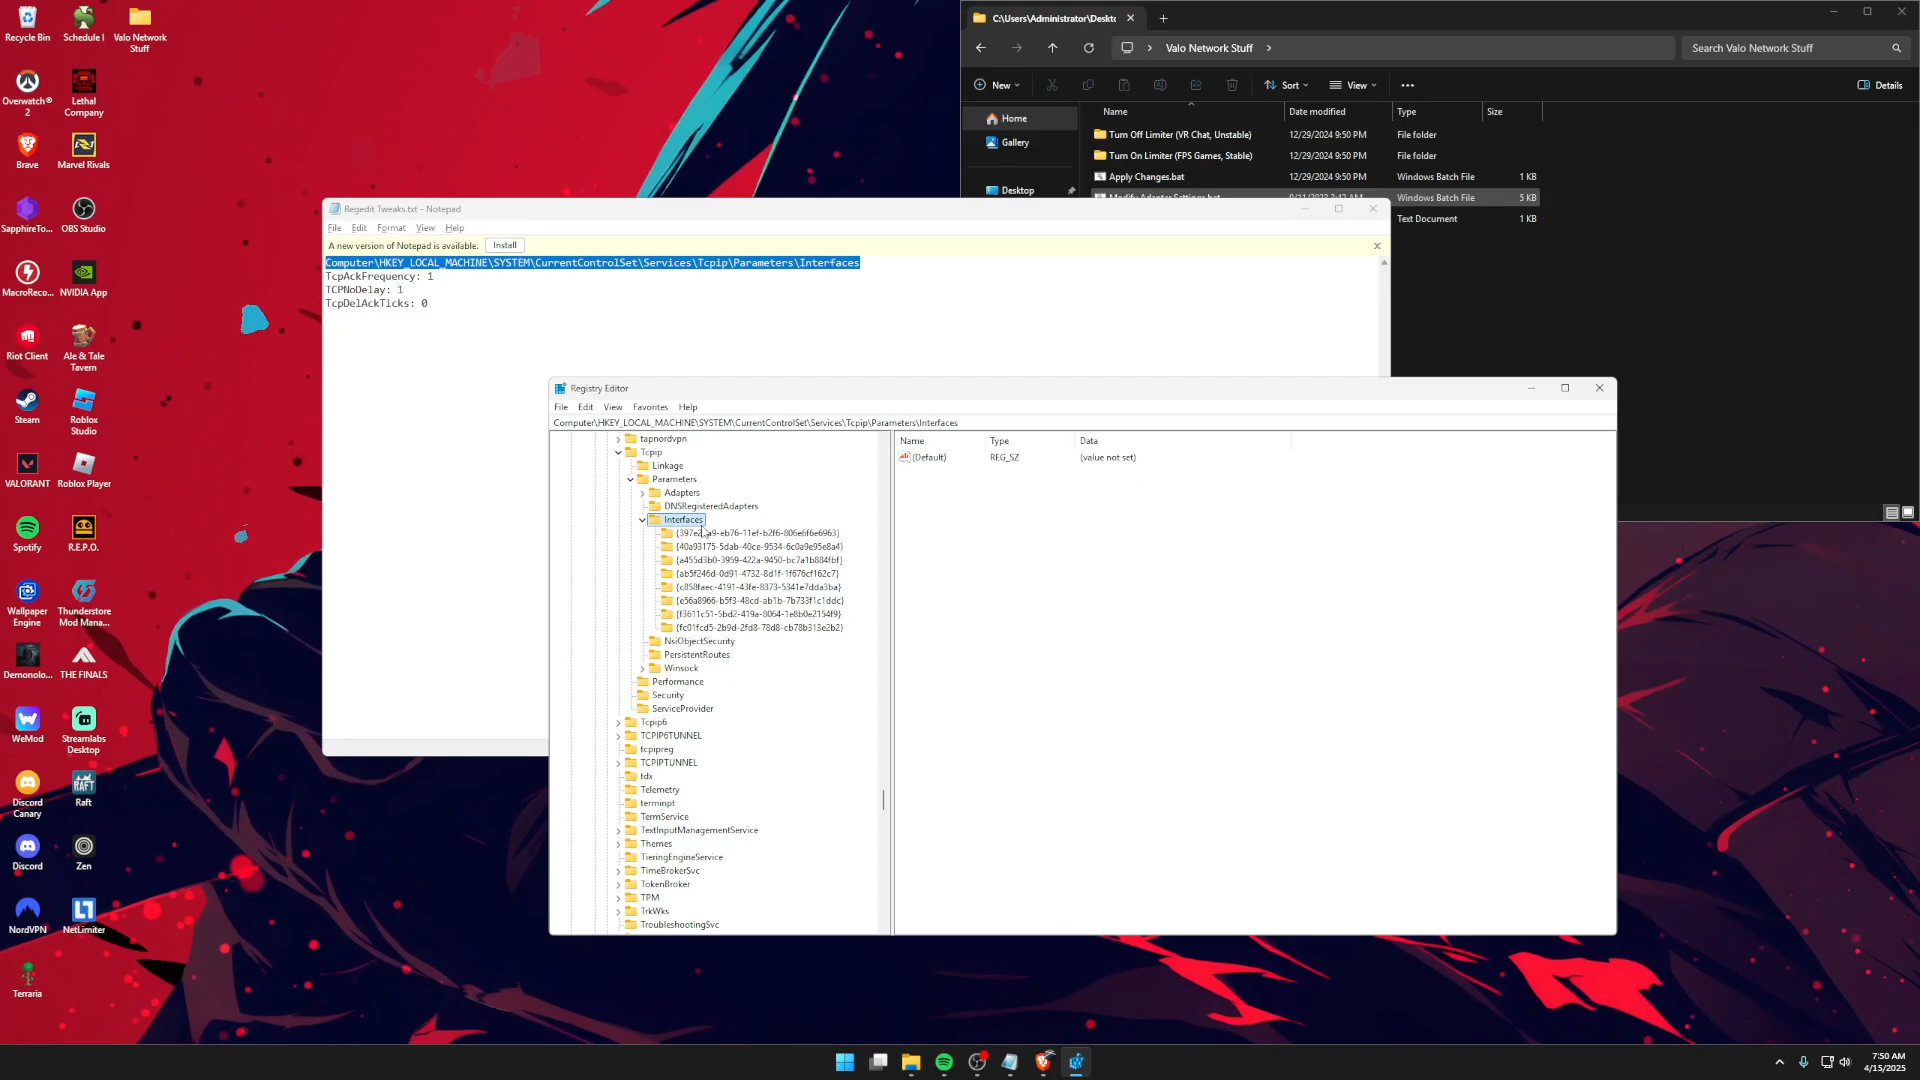 Recycle Bin
Schedule I
Valo Network
Stuff
Overwatch®
2
Lethal
Company
Brave
Marvel Rivals
SapphireTo...
OBS Studio
MacroReco...
NVIDIA App
Riot Client
Ale & Tale
Tavern
Steam
Roblox
Studio
VALORANT
Roblox Player
Spotify
R.E.P.O.
Wallpaper
Engine
Thunderstore
Mod Mana...
Demonolo...
THE FINALS
WeMod
Streamlabs
Desktop
Discord
Canary
Raft
Discord
Zen
NordVPN
NetLimiter
Terraria
C:\Users\Administrator\Deskto
Valo Network Stuff
Search Valo Network Stuff
New
Sort
View
Details
Name
Date modified
Type
Size
Home
Gallery
Desktop
Turn Off Limiter (VR Chat, Unstable)
12/29/2024 9:50 PM
File folder
Turn On Limiter (FPS Games, Stable)
12/29/2024 9:50 PM
File folder
Apply Changes.bat
12/29/2024 9:50 PM
Windows Batch File
1 KB
Windows Batch File
5 KB
Text Document
1 KB
Regedit Tweaks.txt - Notepad
File Edit Format View Help
A new version of Notepad is available. Install
Computer\HKEY_LOCAL_MACHINE\SYSTEM\CurrentControlSet\Services\Tcpip\Parameters\Interfaces
TcpAckFrequency: 1
TCPNoDelay: 1
TcpDelAckTicks: 0
Registry Editor
File Edit View Favorites Help
Computer\HKEY_LOCAL_MACHINE\SYSTEM\CurrentControlSet\Services\Tcpip\Parameters\Interfaces
tapnordvpn
Tcpip
Linkage
Parameters
Adapters
DNSRegisteredAdapters
Interfaces
{40a93175-5dab-40ce-9534-6c0a9e95e8a4}
{a455d3b0-3959-422a-9450-bc7a1b884fbf}
{ab5f246d-0d91-4732-8d1f-1f676cf162c7}
{c858faec-4191-43fe-8373-5341e7dda3ba}
{e56a8966-b5f3-48cd-ab1b-7b733f1c1ddc}
{f3611c51-5bd2-419a-8064-1e8b0e2154f9}
{fc01fcd5-2b9d-2fd8-78d8-cb78b313e2b2}
NsiObjectSecurity
PersistentRoutes
Winsock
Performance
Security
ServiceProvider
Tcpip6
TCPIP6TUNNEL
tcpipreg
TCPIPTUNNEL
tdx
Telemetry
terminpt
TermService
TextInputManagementService
Themes
TieringEngineService
TimeBrokerSvc
TokenBroker
TPM
TrkWks
TroubleshootingSvc
Name
Type
Data
(Default)
REG_SZ
(value not set)
7:50 AM
4/15/2025